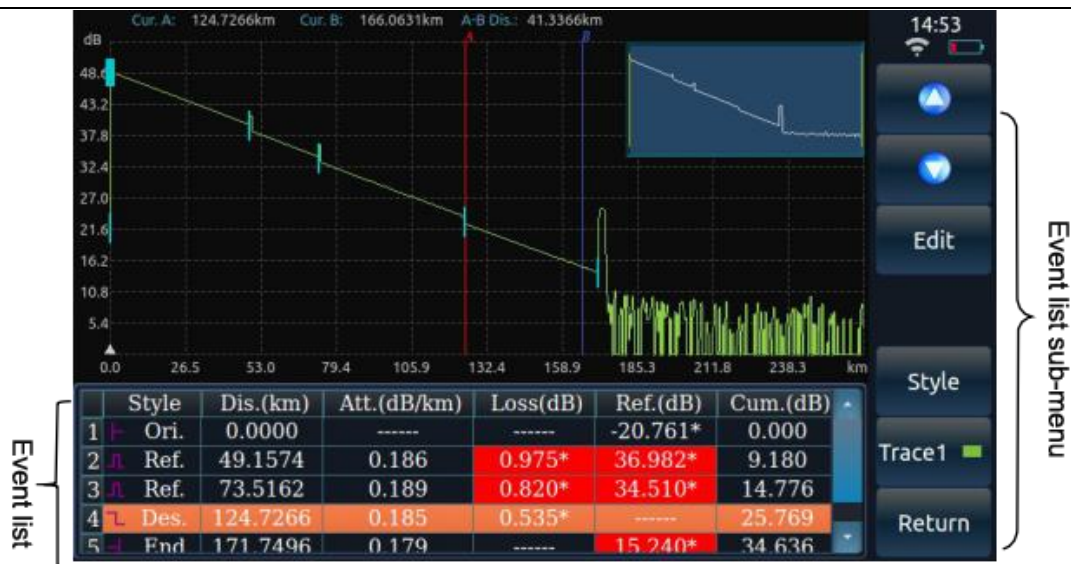 Cur. A: 124.7266km Cur. B: 166.0631km A-B Dis.: 41.3366km
14:53
dB
A
B
48.6
43.2
37.8
32.4
27.0
21.6
16.2
10.8
5.4
0.0 26.5 53.0 79.4 105.9 132.4 158.9 185.3 211.8 238.3 km
Edit
Style
Trace1
Return
Event list sub-menu
Event list
Style Dis.(km) Att.(dB/km) Loss(dB) Ref.(dB) Cum.(dB)
1 Ori. 0.0000 ------ ------ -20.761* 0.000
2 Ref. 49.1574 0.186 0.975* 36.982* 9.180
3 Ref. 73.5162 0.189 0.820* 34.510* 14.776
4 Des. 124.7266 0.185 0.535* ------ 25.769
5 End 171.7496 0.179 ------ 15.240* 34.636